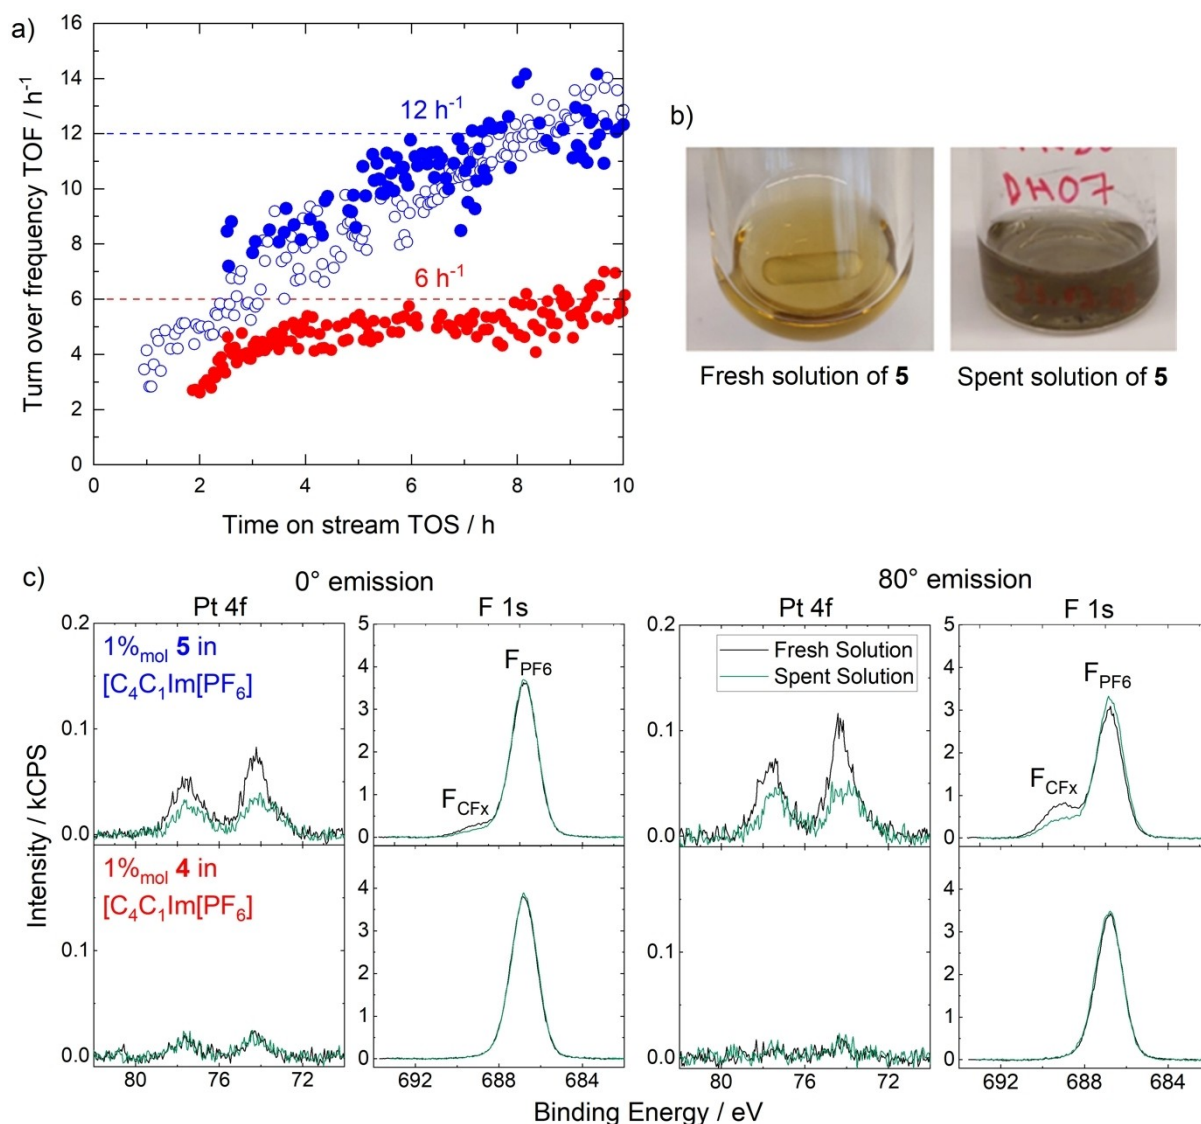 a)
16
14
12
10
8
6
4
2
0
Turn over frequency TOF / h⁻¹
12 h⁻¹
6 h⁻¹
0 2 4 6 8 10
Time on stream TOS / h
b)
DH07
Fresh solution of 5
Spent solution of 5
c)
0° emission
80° emission
Pt 4f
F 1s
Pt 4f
F 1s
Intensity / kCPS
0.2
0.1
0.0
1%mol 5 in
[C₄C₁Im[PF₆]
5
4
3
2
1
0
FPF6
FCFx
0.2
0.1
0.0
Fresh Solution
Spent Solution
5
4
3
2
1
0
FPF6
FCFx
0.1
0.0
1%mol 4 in
[C₄C₁Im[PF₆]
4
3
2
1
0
0.1
0.0
4
3
2
1
0
80 76 72
692 688 684
80 76 72
692 688 684
Binding Energy / eV